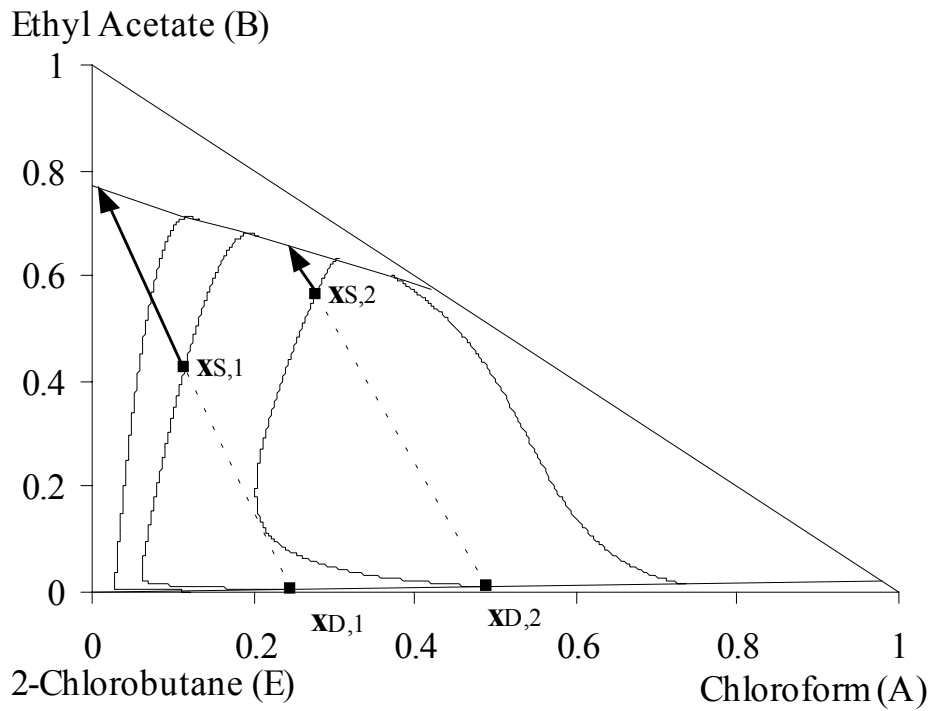 Ethyl Acetate (B)
1
0.8
0.6
0.4
0.2
0
xS,2
xS,1
xD,1
xD,2
0 0.2 0.4 0.6 0.8 1
2-Chlorobutane (E)
Chloroform (A)